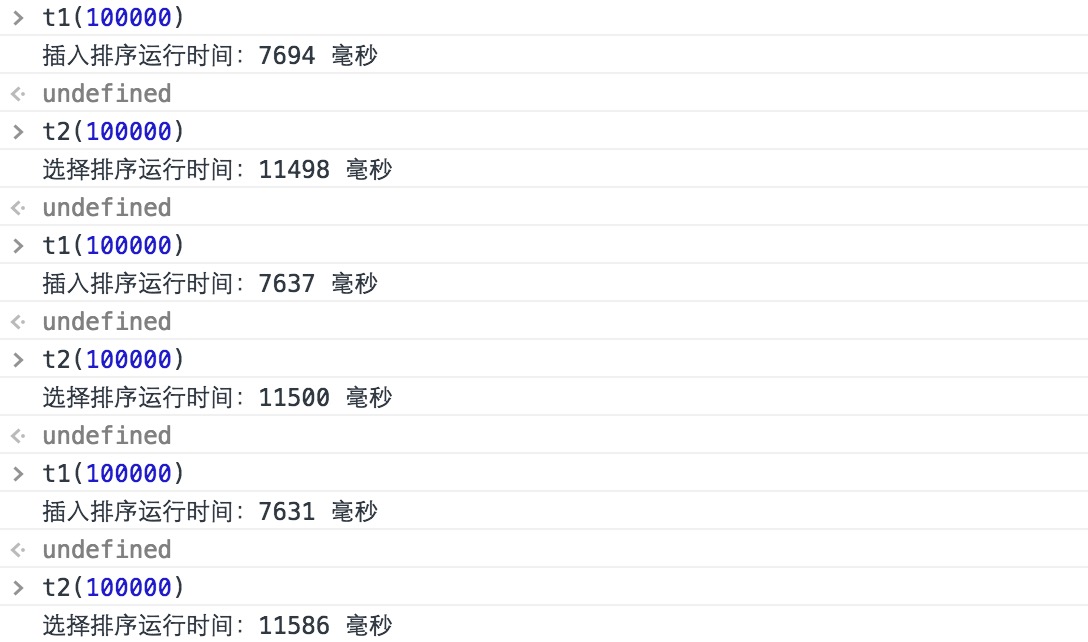 > t1(100000)
插入排序运行时间：7694 毫秒
<· undefined
> t2(100000)
选择排序运行时间：11498 毫秒
<· undefined
> t1(100000)
插入排序运行时间：7637 毫秒
<· undefined
> t2(100000)
选择排序运行时间：11500 毫秒
<· undefined
> t1(100000)
插入排序运行时间：7631 毫秒
<· undefined
> t2(100000)
选择排序运行时间：11586 毫秒